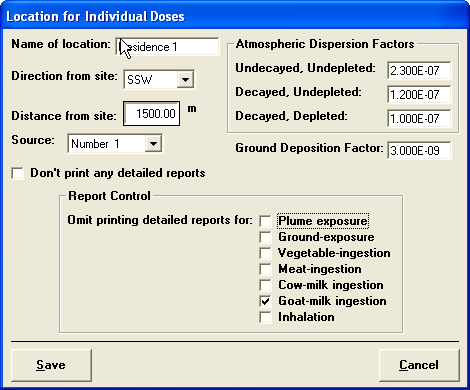 Location for Individual Doses
Name of location: Residence 1
Direction from site: SSW
Distance from site: 1500.00 m
Source: Number 1
Atmospheric Dispersion Factors
Undecayed, Undepleted: 2.300E-07
Decayed, Undepleted: 1.200E-07
Decayed, Depleted: 1.000E-07
Ground Deposition Factor: 3.000E-09
Don't print any detailed reports
Report Control
Omit printing detailed reports for:
Plume exposure
Ground-exposure
Vegetable-ingestion
Meat-ingestion
Cow-milk ingestion
Goat-milk ingestion
Inhalation
Save
Cancel